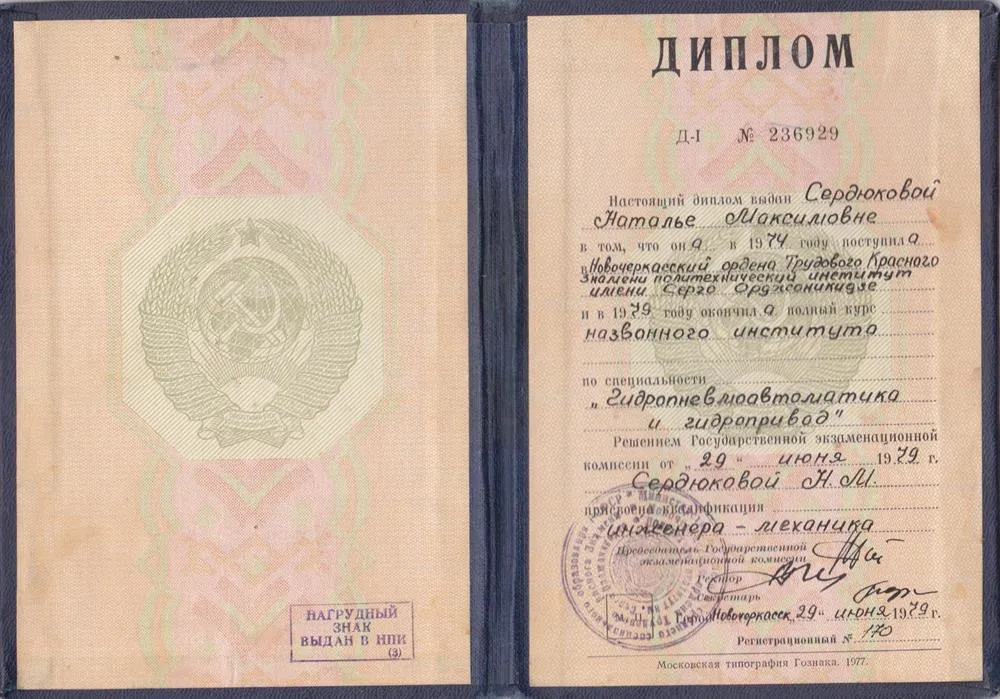 НАГРУДНЫЙ
ЗНАК
ВЫДАН В НПИ
(3)
ДИПЛОМ
Д-I № 236929
Настоящий диплом выдан Сердюковой
Наталье Максимовне
в том, что она в 1974 году поступила
в Новочеркасский ордена Трудового Красного
Знамени политехнический институт
имени Серго Орджоникидзе
и в 1979 году окончила полный курс
названного института
по специальности
„Гидропневмоавтоматика
и гидропривод"
Решением Государственной экзаменационной
комиссии от „29“ июня 1979 г.
Сердюковой Н.М.
присвоена квалификация
инженера - механика
Председатель Государственной
экзаменационной комиссии
Ректор
Секретарь
Город Новочеркасск „29“ июня 1979 г.
Регистрационный № 170
Московская типография Гознака. 1977.